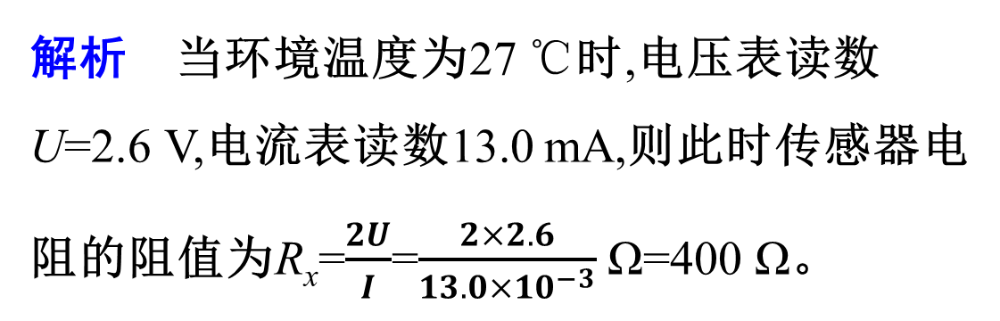 解析 当环境温度为27 ℃时,电压表读数
U=2.6 V,电流表读数13.0 mA,则此时传感器电
阻的阻值为Rₓ=2U/I=2×2.6/13.0×10⁻³ Ω=400 Ω。